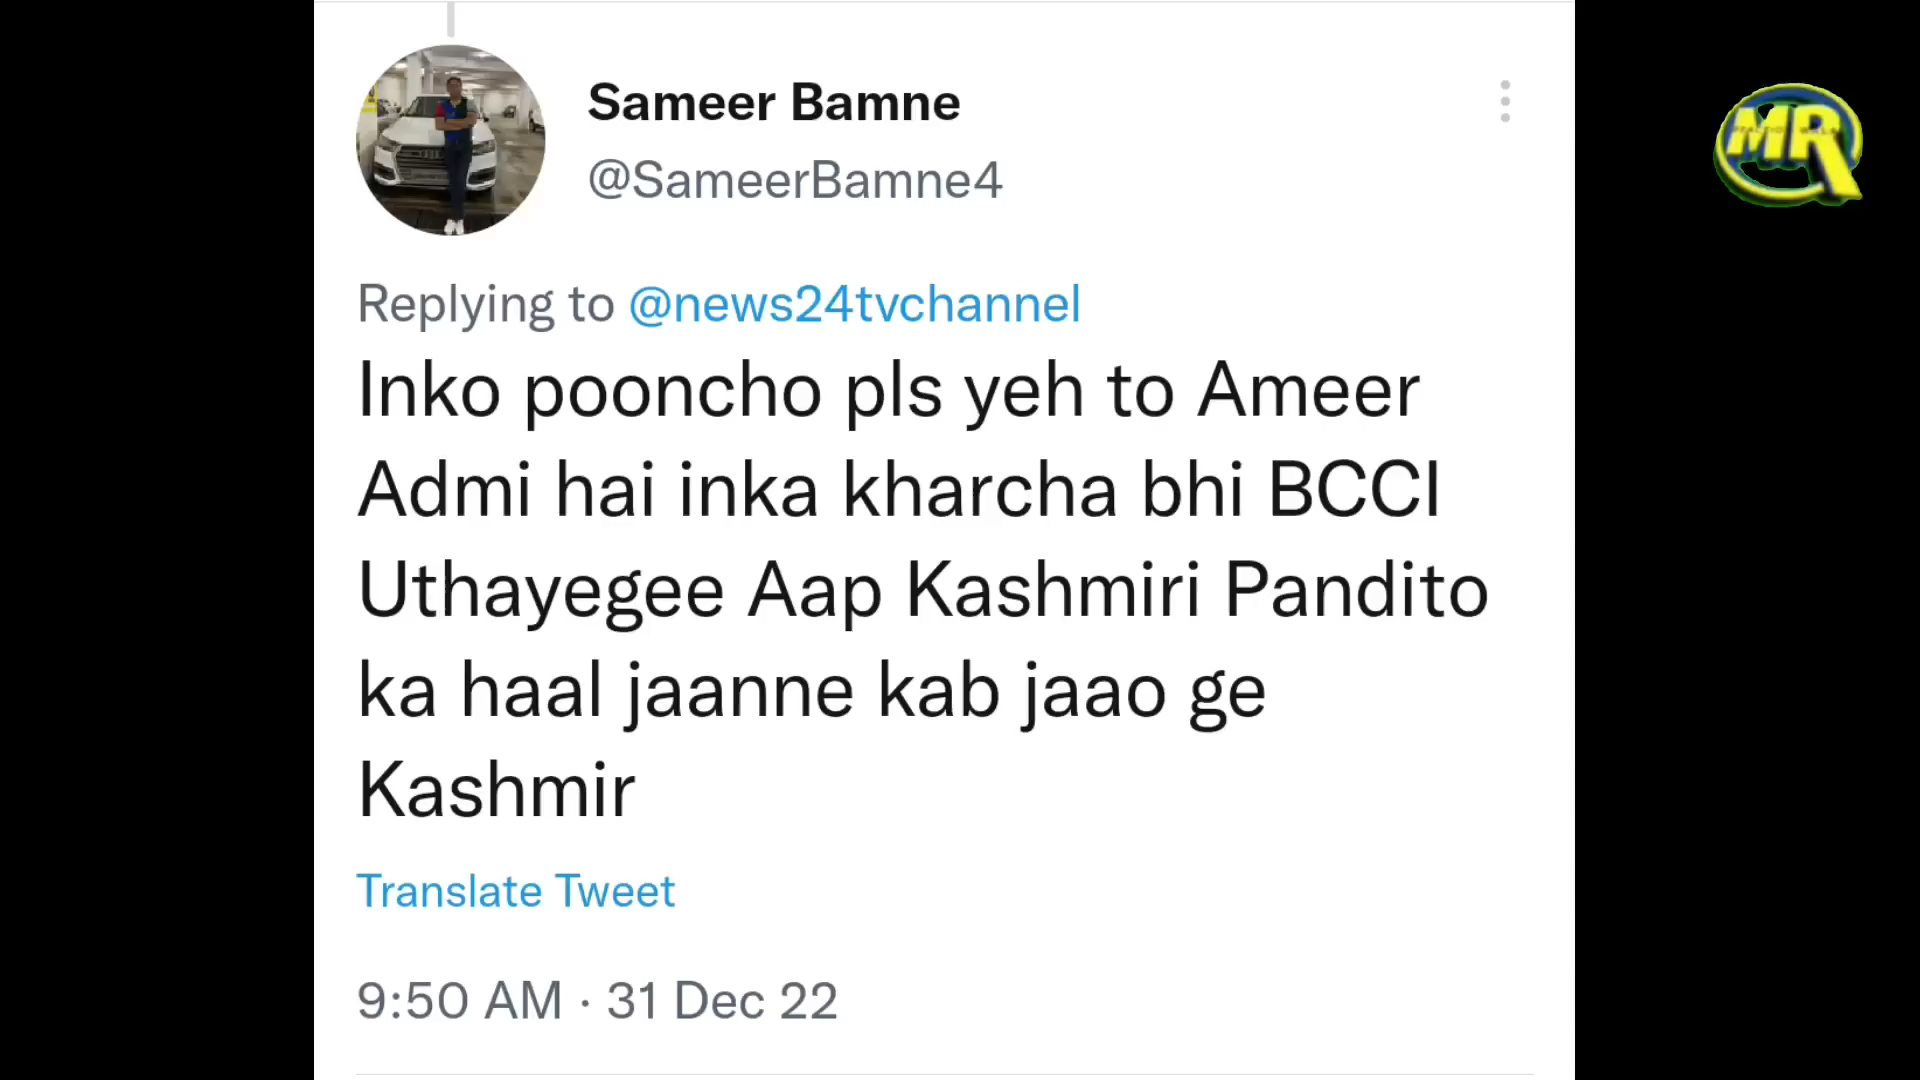 Sameer Bamne
@SameerBamne4
Replying to @news24tvchannel
Inko pooncho pls yeh to Ameer
Admi hai inka kharcha bhi BCCI
Uthayegee Aap Kashmiri Pandito
ka haal jaanne kab jaao ge
Kashmir
Translate Tweet
9:50 AM · 31 Dec 22
MR